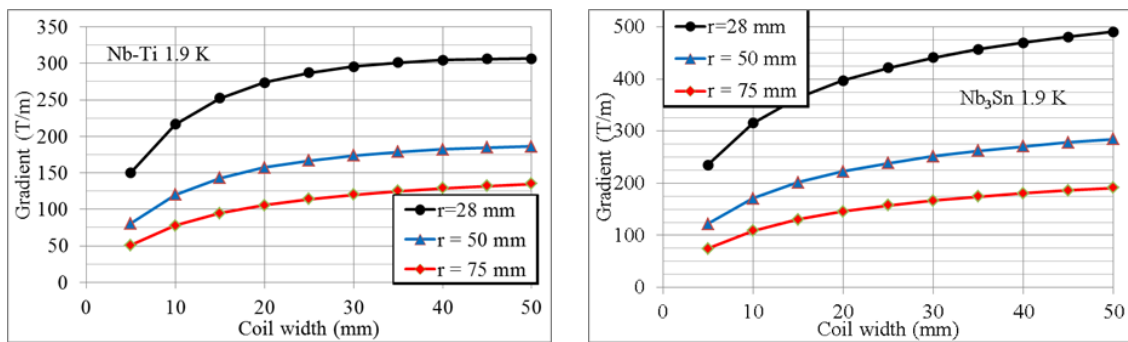 350
300
250
200
150
100
50
0
Gradient (T/m)
Nb-Ti 1.9 K
r=28 mm
r = 50 mm
r = 75 mm
0 10 20 30 40 50
Coil width (mm)
500
400
300
200
100
0
Gradient (T/m)
r=28 mm
r = 50 mm
r = 75 mm
Nb₃Sn 1.9 K
0 10 20 30 40 50
Coil width (mm)